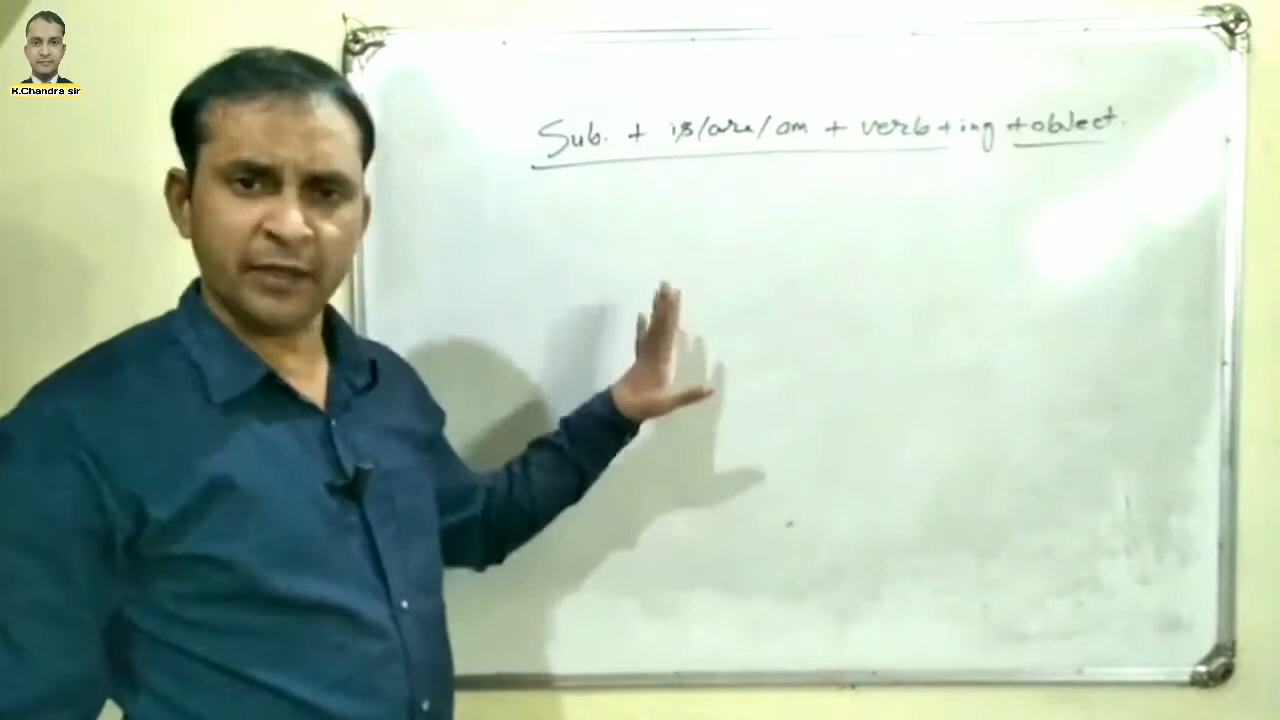 K.Chandra sir
Sub. + is/are/am + verb + ing + object.